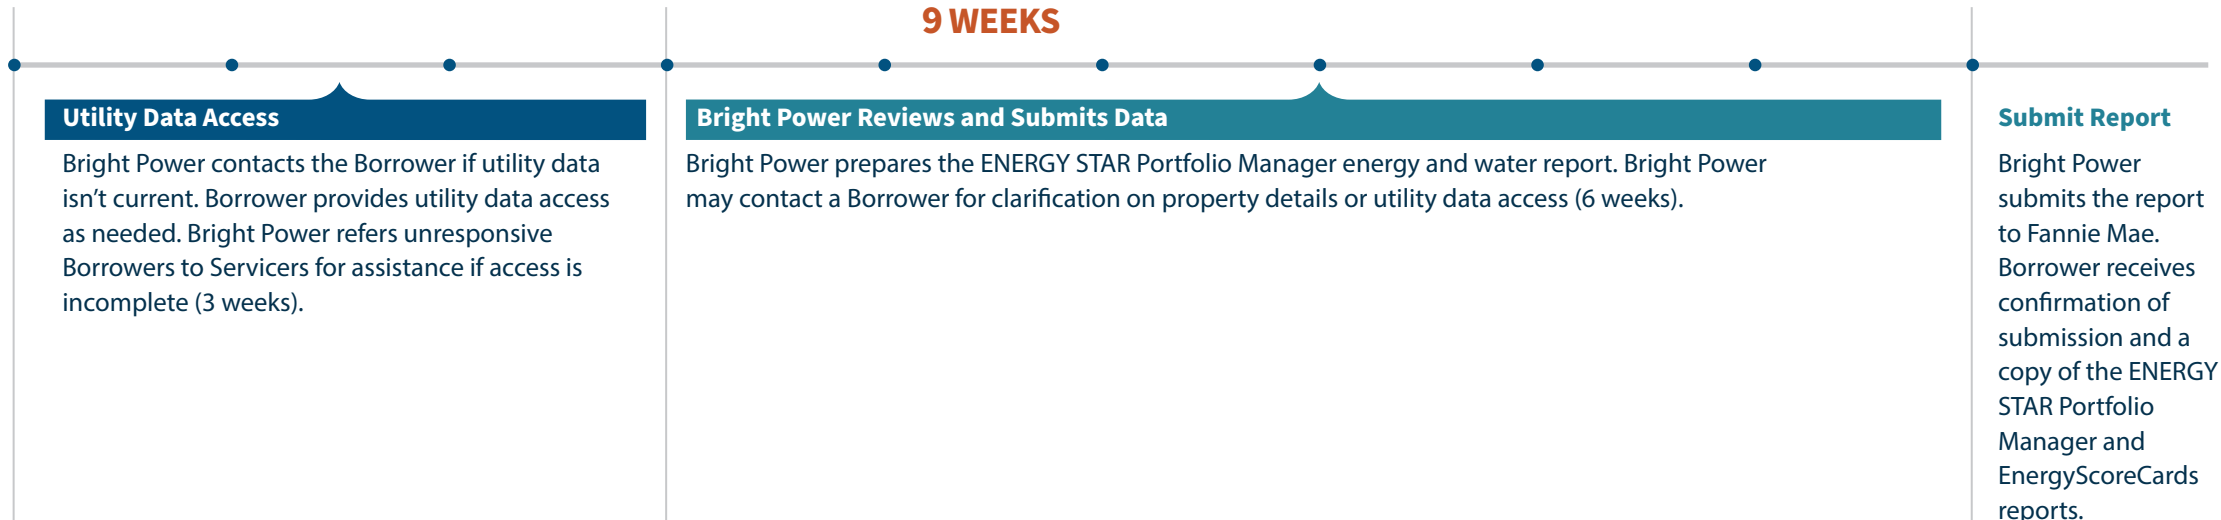 9 WEEKS
Utility Data Access
Bright Power contacts the Borrower if utility data
isn’t current. Borrower provides utility data access
as needed. Bright Power refers unresponsive
Borrowers to Servicers for assistance if access is
incomplete (3 weeks).
Bright Power Reviews and Submits Data
Bright Power prepares the ENERGY STAR Portfolio Manager energy and water report. Bright Power
may contact a Borrower for clarification on property details or utility data access (6 weeks).
Submit Report
Bright Power
submits the report
to Fannie Mae.
Borrower receives
confirmation of
submission and a
copy of the ENERGY
STAR Portfolio
Manager and
EnergyScoreCards
reports.